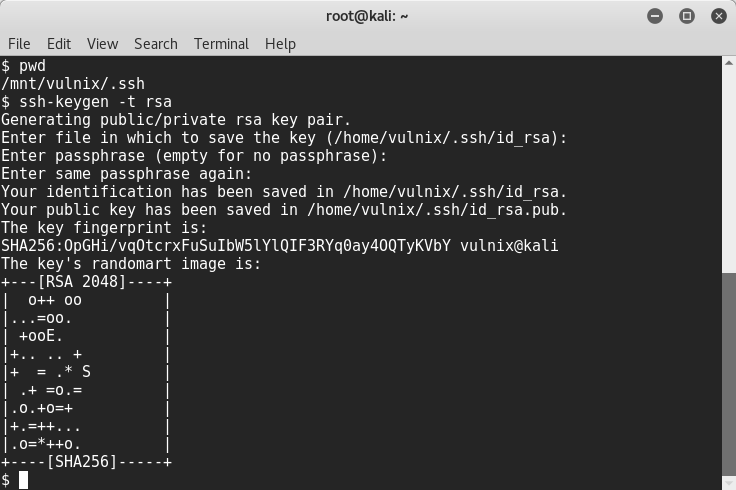 root@kali: ~
File Edit View Search Terminal Help
$ pwd
/mnt/vulnix/.ssh
$ ssh-keygen -t rsa
Generating public/private rsa key pair.
Enter file in which to save the key (/home/vulnix/.ssh/id_rsa):
Enter passphrase (empty for no passphrase):
Enter same passphrase again:
Your identification has been saved in /home/vulnix/.ssh/id_rsa.
Your public key has been saved in /home/vulnix/.ssh/id_rsa.pub.
The key fingerprint is:
SHA256:OpGHi/vqOtcrxFuSuIbW5lYlQIF3RYq0ay4OQTyKVbY vulnix@kali
The key's randomart image is:
+---[RSA 2048]----+
|  o++ oo         |
|...=oo.          |
| +ooE.           |
|+.. .. +         |
|+  = .* S        |
| .+ =o.=         |
|.o.+o=+          |
|+.=++...         |
|.o=*++o.         |
+----[SHA256]-----+
$